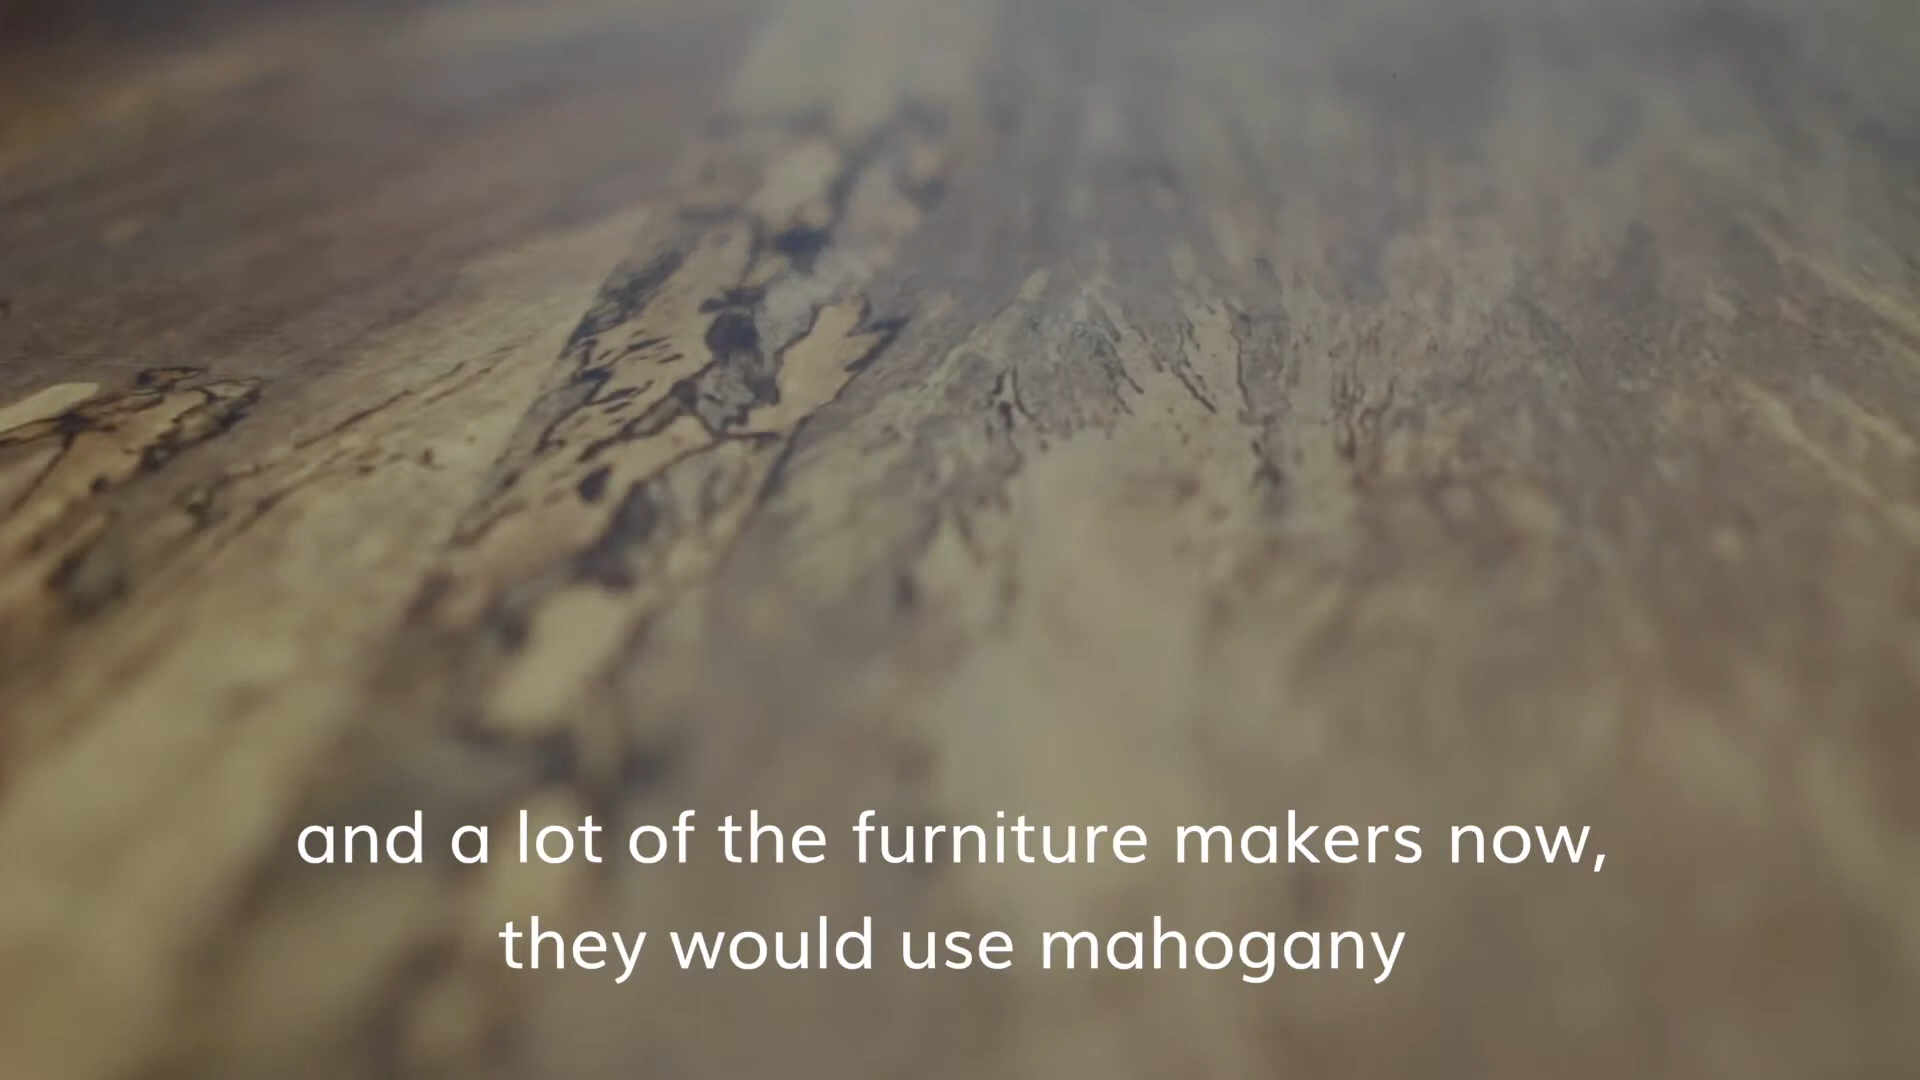 and a lot of the furniture makers now,
they would use mahogany